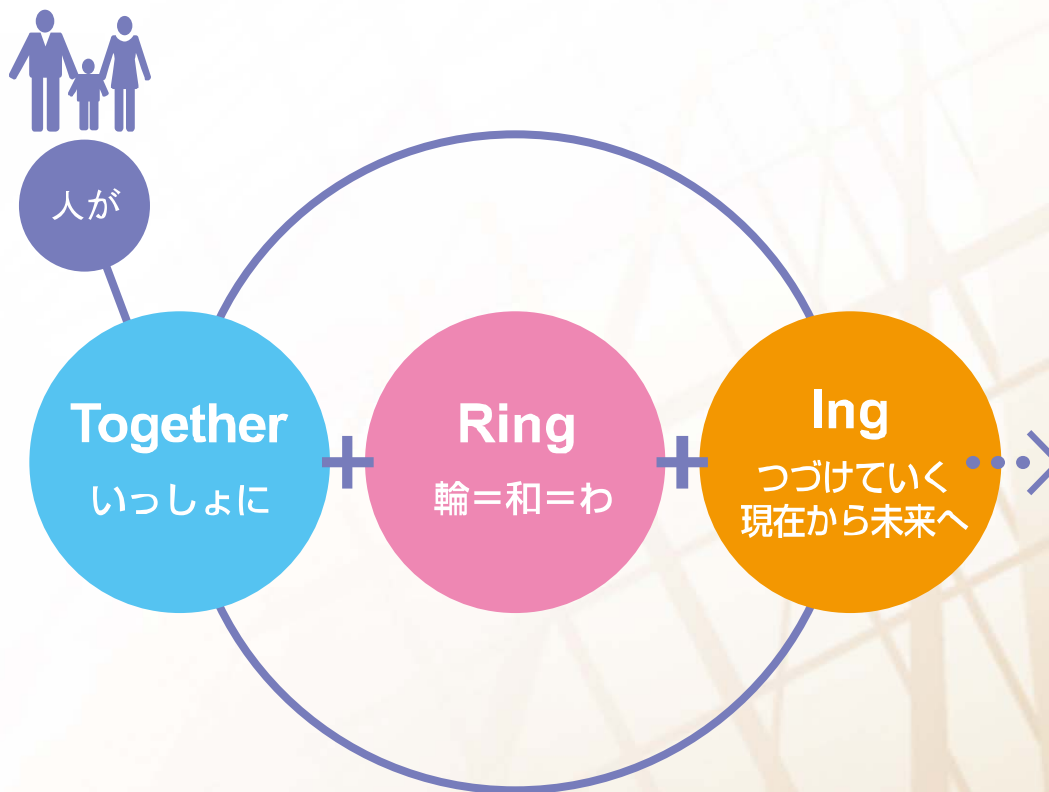 人が
Together
いっしょに
+
Ring
輪＝和＝わ
+
Ing
つづけていく
現在から未来へ